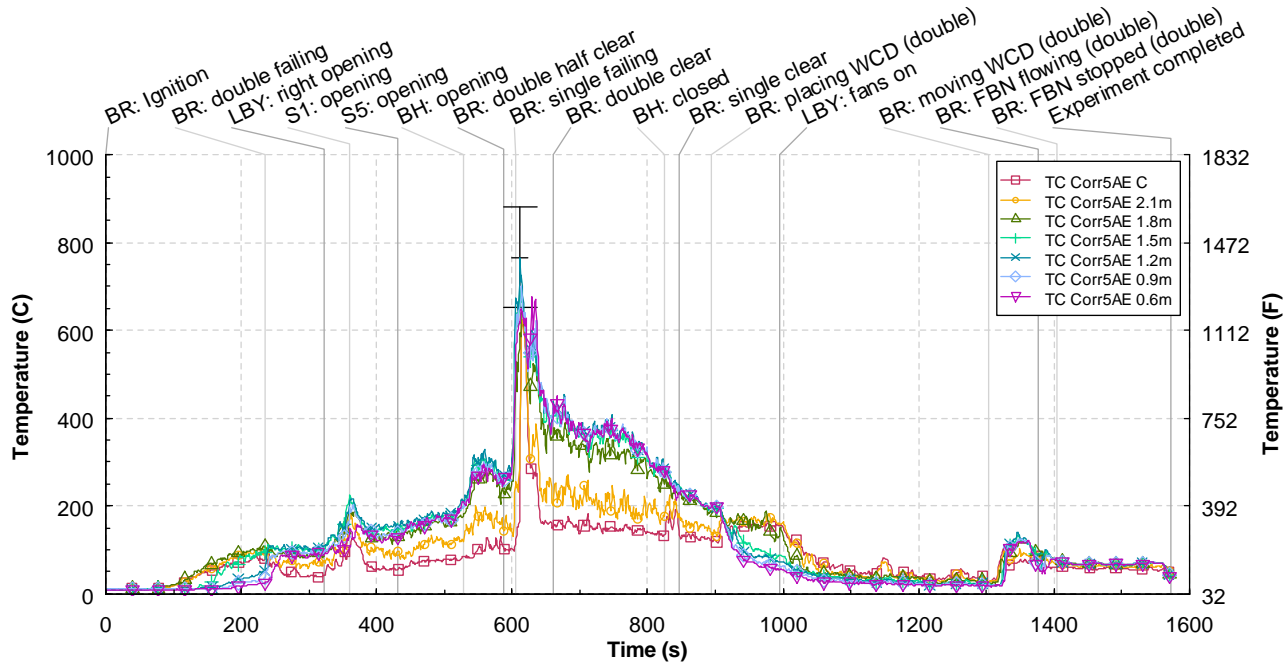 BR: Ignition
BR: double failing
LBY: right opening
S1: opening
S5: opening
BH: opening
BR: double half clear
BR: single failing
BR: double clear
BH: closed
BR: single clear
BR: placing WCD (double)
LBY: fans on
BR: moving WCD (double)
BR: FBN flowing (double)
BR: FBN stopped (double)
Experiment completed
1000
800
600
400
200
0
Temperature (C)
1832
1472
1112
752
392
32
Temperature (F)
TC Corr5AE C
TC Corr5AE 2.1m
TC Corr5AE 1.8m
TC Corr5AE 1.5m
TC Corr5AE 1.2m
TC Corr5AE 0.9m
TC Corr5AE 0.6m
0 200 400 600 800 1000 1200 1400 1600
Time (s)